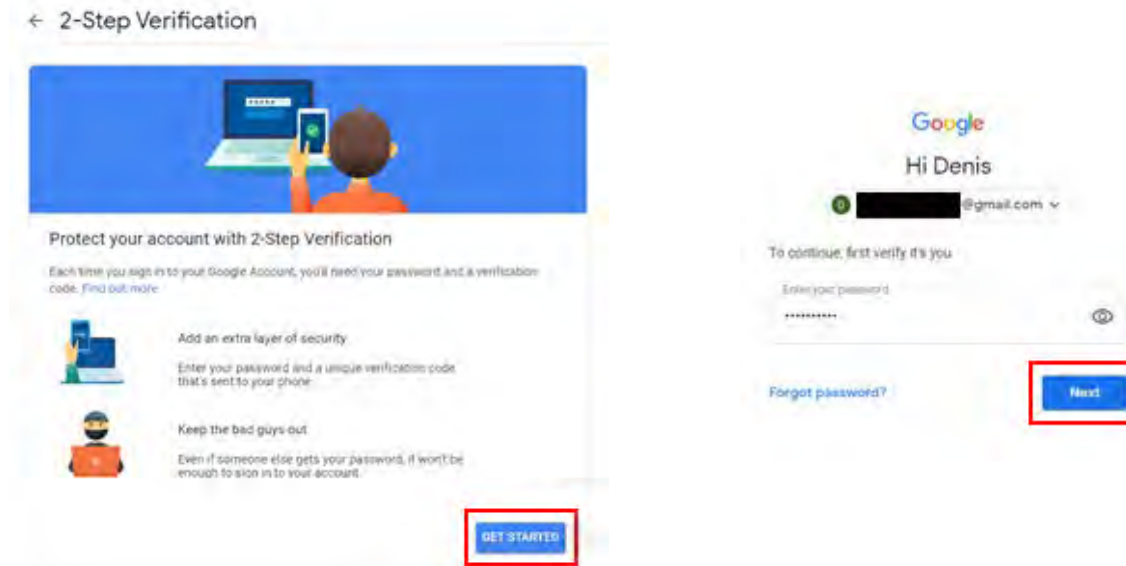 ← 2-Step Verification
Protect your account with 2-Step Verification
Each time you sign in to your Google Account, you'll need your password and a verification
code. Find out more
Add an extra layer of security
Enter your password and a unique verification code
that's sent to your phone
Keep the bad guys out
Even if someone else gets your password, it won't be
enough to sign in to your account
GET STARTED
Google
Hi Denis
@gmail.com
To continue, first verify it's you
Enter your password
••••••••••
Forgot password?
Next